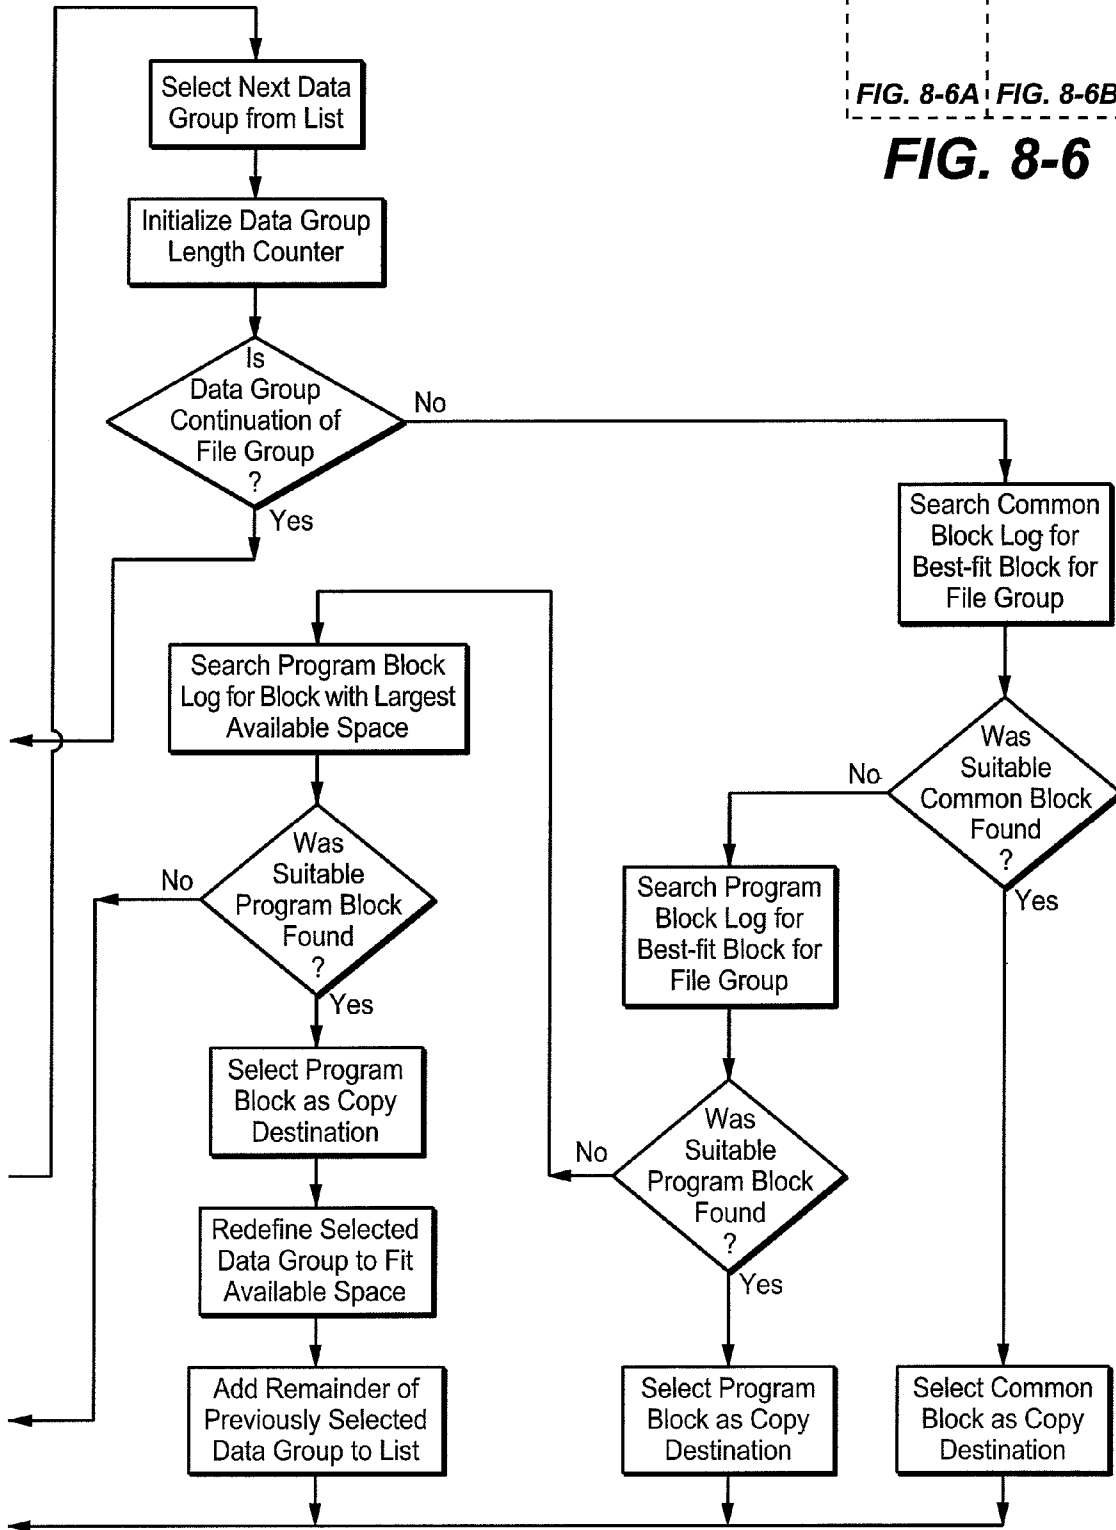 FIG. 8-6A
FIG. 8-6B
FIG. 8-6
Select Next Data
Group from List
Initialize Data Group
Length Counter
Is
Data Group
Continuation of
File Group
?
No
Yes
Search Common
Block Log for
Best-fit Block for
File Group
Was
Suitable
Common Block
Found
?
No
Yes
Search Program
Block Log for
Best-fit Block for
File Group
Was
Suitable
Program Block
Found
?
No
Yes
Search Program Block
Log for Block with Largest
Available Space
Was
Suitable
Program Block
Found
?
No
Yes
Select Program
Block as Copy
Destination
Redefine Selected
Data Group to Fit
Available Space
Add Remainder of
Previously Selected
Data Group to List
Select Program
Block as Copy
Destination
Select Common
Block as Copy
Destination